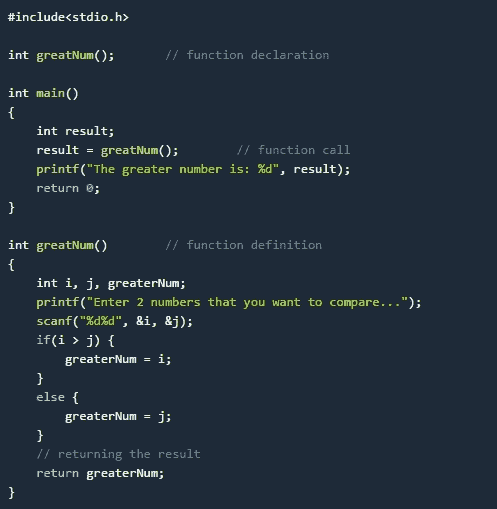 #include<stdio.h>
int greatNum();       // function declaration
int main()
{
    int result;
    result = greatNum();        // function call
    printf("The greater number is: %d", result);
    return 0;
}
int greatNum()        // function definition
{
    int i, j, greaterNum;
    printf("Enter 2 numbers that you want to compare...");
    scanf("%d%d", &i, &j);
    if(i > j) {
        greaterNum = i;
    }
    else {
        greaterNum = j;
    }
    // returning the result
    return greaterNum;
}